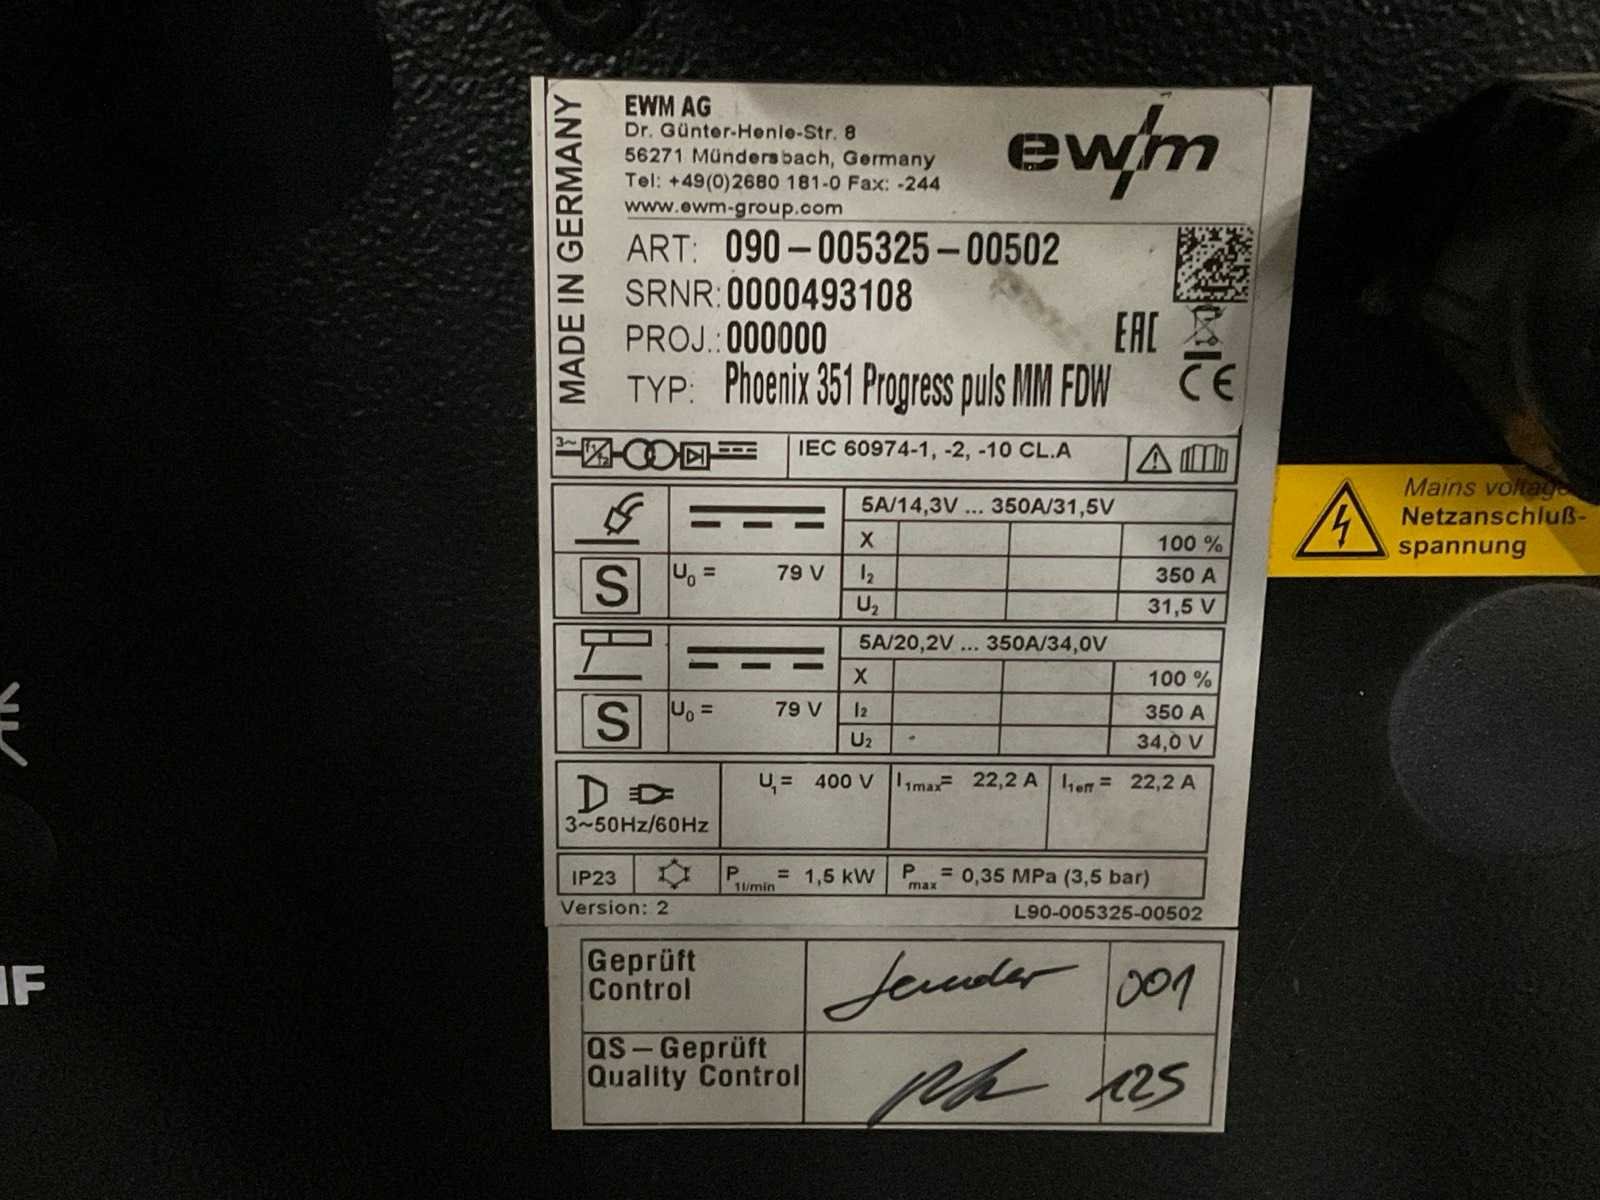 MADE IN GERMANY
EWM AG
Dr. Günter-Henle-Str. 8
56271 Mündersbach, Germany
Tel: +49(0)2680 181-0 Fax: -244
www.ewm-group.com
ewm
ART: 090-005325-00502
SRNR: 0000493108
PROJ.: 000000
EAC
TYP: Phoenix 351 Progress puls MM FDW
CE
3~ f1 f2
IEC 60974-1, -2, -10 CL.A
Mains voltage
Netzanschluß-
spannung
5A/14,3V ... 350A/31,5V
X 100 %
S U0 = 79 V I2 350 A
U2 31,5 V
5A/20,2V ... 350A/34,0V
X 100 %
S U0 = 79 V I2 350 A
U2 34,0 V
U1= 400 V I1max= 22,2 A I1eff = 22,2 A
3~50Hz/60Hz
IP23 P1l/min = 1,5 kW Pmax = 0,35 MPa (3,5 bar)
Version: 2 L90-005325-00502
Geprüft
Control 001
QS-Geprüft
Quality Control 125